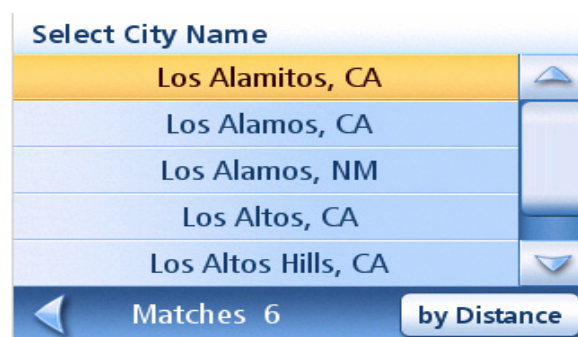 Select City Name
Los Alamitos, CA
Los Alamos, CA
Los Alamos, NM
Los Altos, CA
Los Altos Hills, CA
Matches 6 by Distance